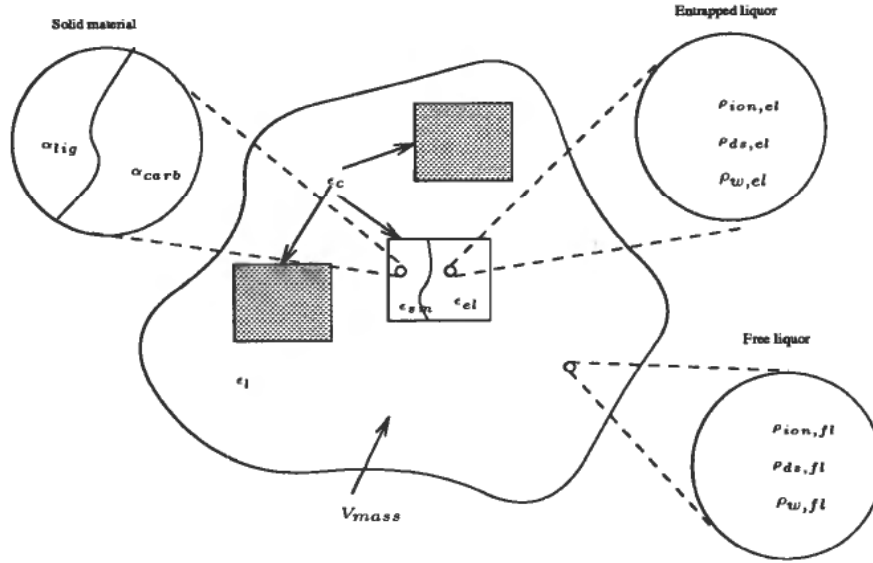 Solid material
Entrapped liquor
α_lig
α_carb
ρ_ion,el
ρ_ds,el
ρ_w,el
ϵ_c
ϵ_sm
ϵ_el
ϵ_l
V_mass
Free liquor
ρ_ion,fl
ρ_ds,fl
ρ_w,fl